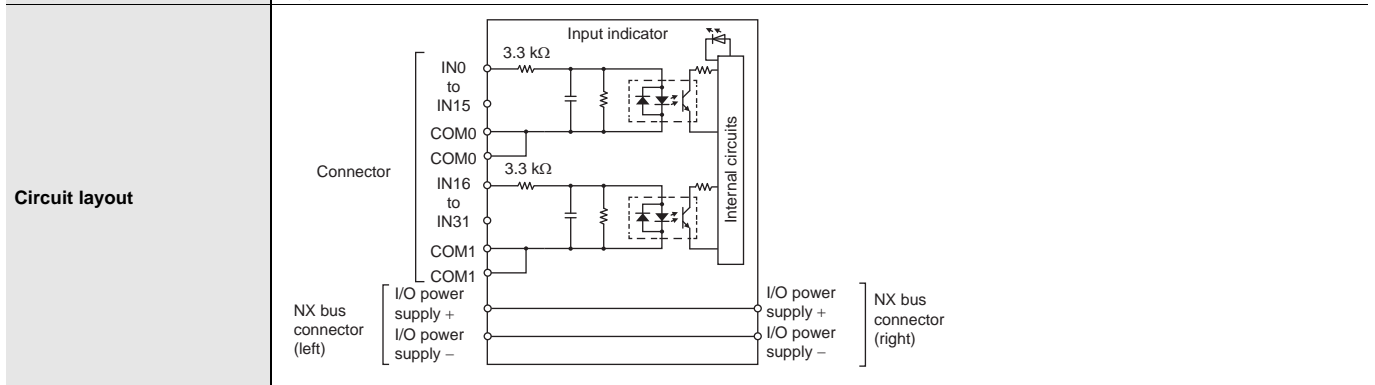 Circuit layout
Input indicator
3.3 kΩ
IN0
to
IN15
COM0
COM0
Connector
3.3 kΩ
IN16
to
IN31
COM1
COM1
Internal circuits
NX bus
connector
(left)
I/O power
supply +
I/O power
supply −
I/O power
supply +
I/O power
supply −
NX bus
connector
(right)